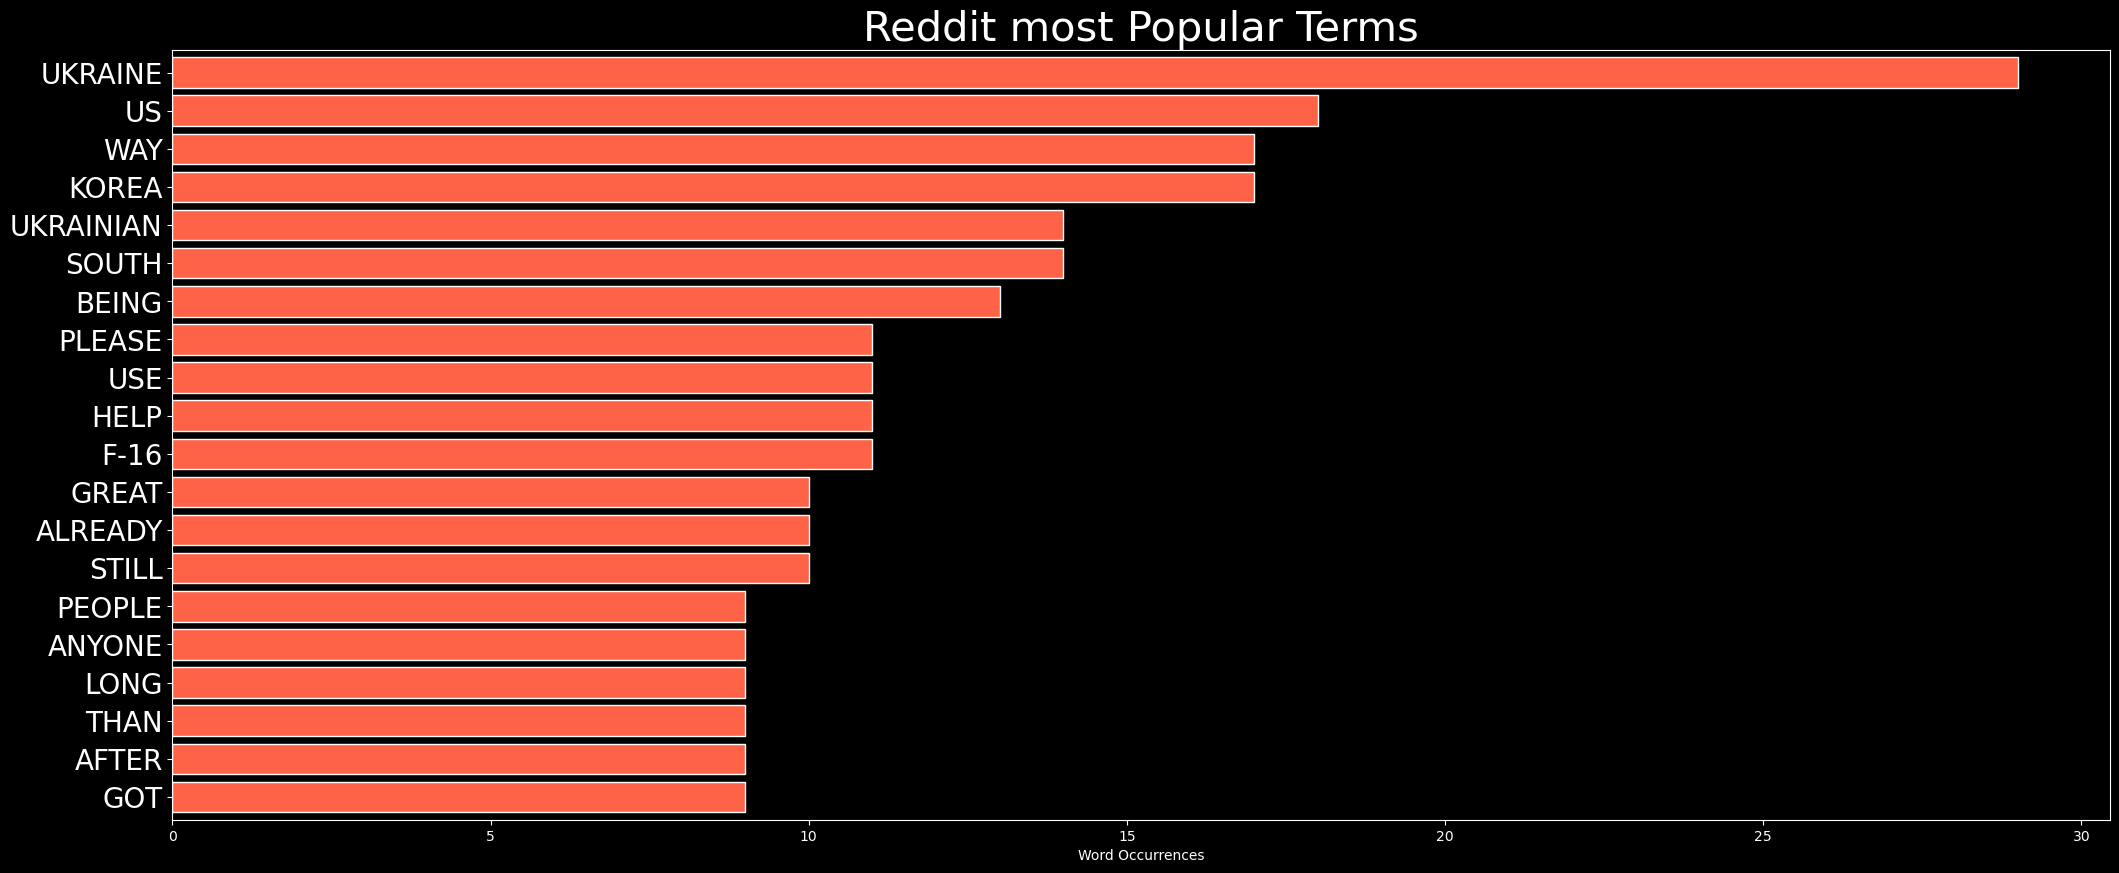 Reddit most Popular Terms
UKRAINE
US
WAY
KOREA
UKRAINIAN
SOUTH
BEING
PLEASE
USE
HELP
F-16
GREAT
ALREADY
STILL
PEOPLE
ANYONE
LONG
THAN
AFTER
GOT
0 5 10 15 20 25 30
Word Occurrences